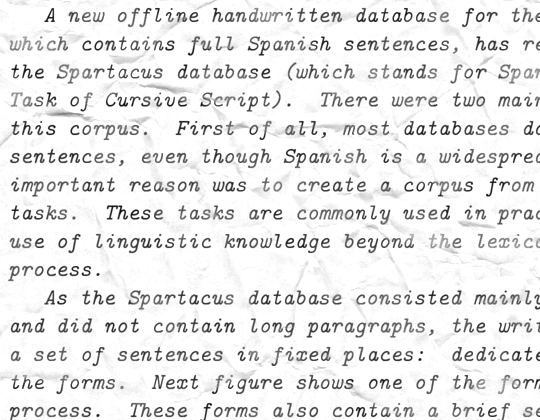 A new offline handwritten database for the
which contains full Spanish sentences, has re
the Spartacus database (which stands for Spar
Task of Cursive Script). There were two main
this corpus. First of all, most databases do
sentences, even though Spanish is a widesprea
important reason was to create a corpus from
tasks. These tasks are commonly used in prac
use of linguistic knowledge beyond the lexica
process.
As the Spartacus database consisted mainly
and did not contain long paragraphs, the writ
a set of sentences in fixed places: dedicate
the forms. Next figure shows one of the form
process. These forms also contain a brief se